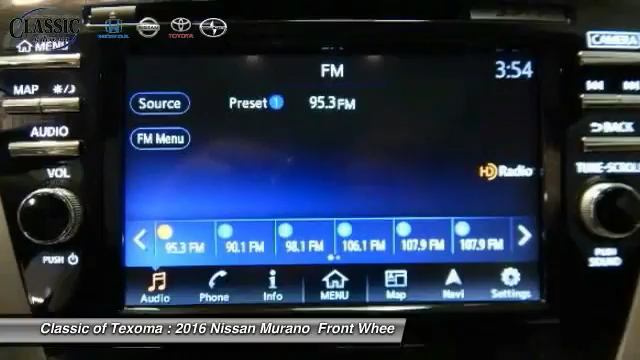 CLASSIC
HONDA
TOYOTA
MENU
FM
3:54
CAMERA
MAP
Source
Preset 1
95.3 FM
AUDIO
FM Menu
BACK
VOL
HD Radio
TUNE-SCROLL
95.3 FM
90.1 FM
98.1 FM
106.1 FM
107.9 FM
107.9 FM
PUSH
PUSH
SOUND
Audio
Phone
Info
MENU
Map
Navi
Settings
Classic of Texoma : 2016 Nissan Murano Front Whee